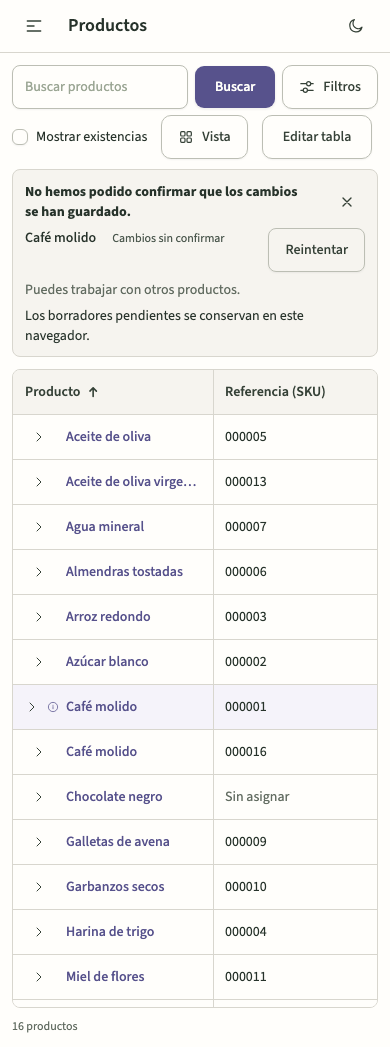 Productos
Buscar productos
Buscar
Filtros
Mostrar existencias
Vista
Editar tabla
No hemos podido confirmar que los cambios
se han guardado.
Café molido
Cambios sin confirmar
Reintentar
Puedes trabajar con otros productos.
Los borradores pendientes se conservan en este
navegador.
Producto
Referencia (SKU)
Aceite de oliva
000005
Aceite de oliva virge…
000013
Agua mineral
000007
Almendras tostadas
000006
Arroz redondo
000003
Azúcar blanco
000002
Café molido
000001
Café molido
000016
Chocolate negro
Sin asignar
Galletas de avena
000009
Garbanzos secos
000010
Harina de trigo
000004
Miel de flores
000011
16 productos